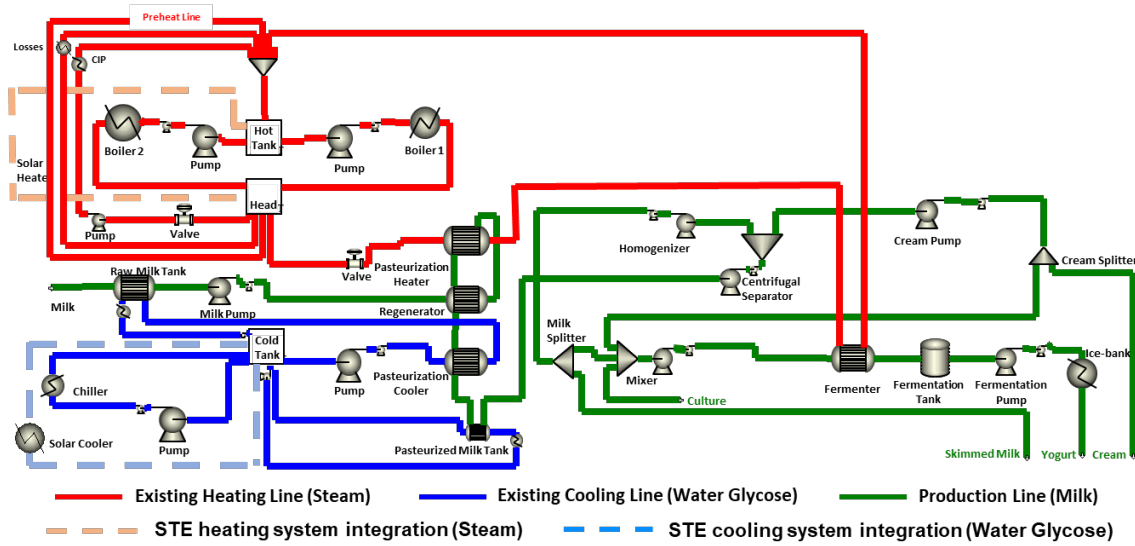 Preheat Line
Losses
CIP
Boiler 2
Pump
Hot
Tank
Pump
Boiler 1
Solar
Heate
Head
Pump
Valve
Valve
Pasteurization
Heater
Homogenizer
Cream Pump
Centrifugal
Separator
Cream Splitter
Raw Milk Tank
Milk
Milk Pump
Regenerator
Cold
Tank
Milk
Splitter
Mixer
Pump
Pasteurization
Cooler
Chiller
Pump
Solar Cooler
Pasteurized Milk Tank
Culture
Fermenter
Fermentation
Tank
Fermentation
Pump
Ice-bank
Skimmed Milk
Yogurt
Cream
Existing Heating Line (Steam)
Existing Cooling Line (Water Glycose)
Production Line (Milk)
STE heating system integration (Steam)
STE cooling system integration (Water Glycose)